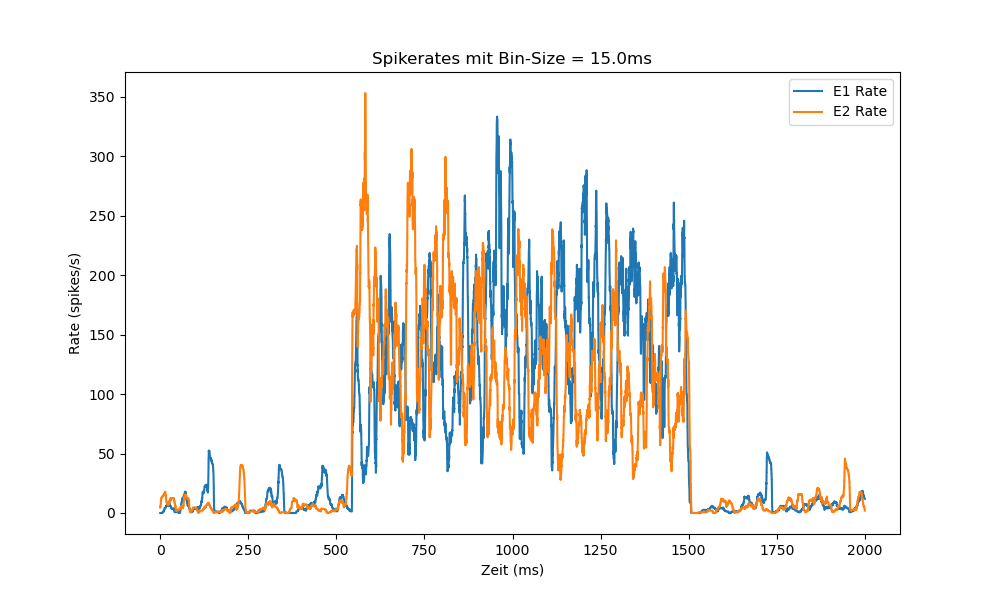 Spikerates mit Bin-Size = 15.0ms
E1 Rate
E2 Rate
350
300
250
200
150
100
50
0
Rate (spikes/s)
0 250 500 750 1000 1250 1500 1750 2000
Zeit (ms)